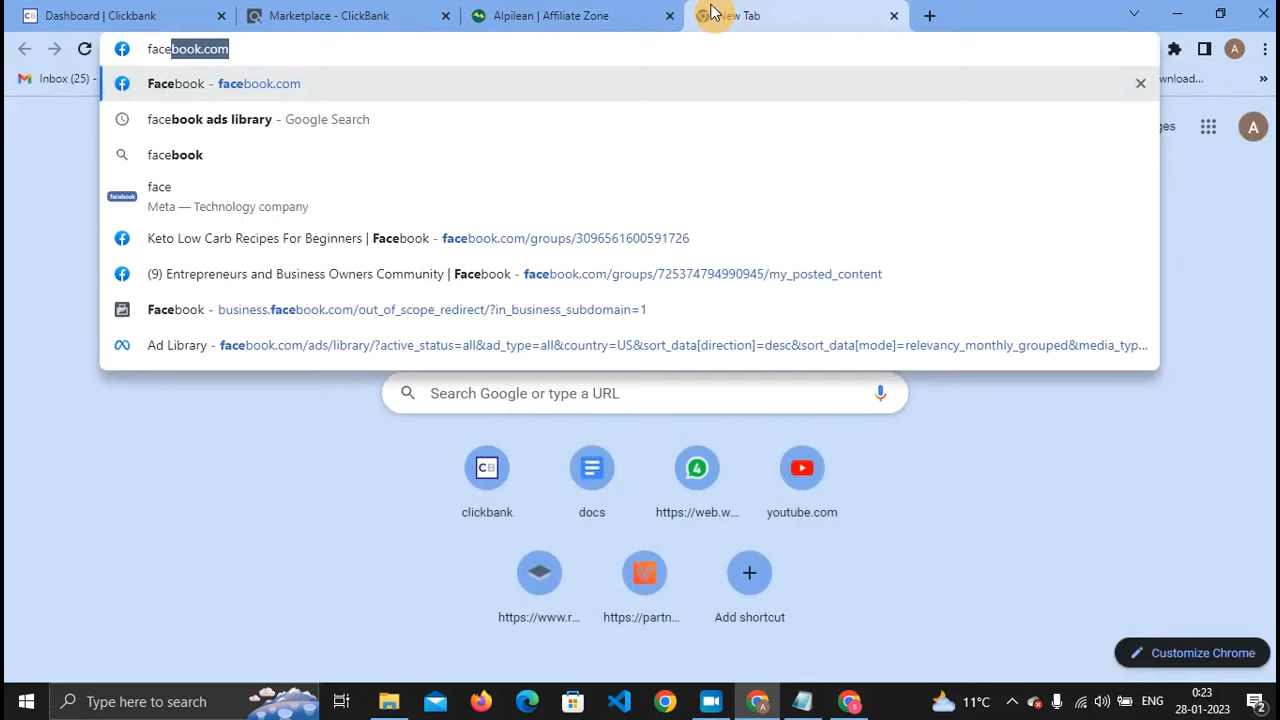 Dashboard | Clickbank
Marketplace - ClickBank
Alpilean | Affiliate Zone
New Tab
facebook.com
A
Inbox (25) -
wnload...
»
Facebook - facebook.com
facebook ads library - Google Search
ges
A
facebook
face
facebook
Meta — Technology company
Keto Low Carb Recipes For Beginners | Facebook - facebook.com/groups/3096561600591726
(9) Entrepreneurs and Business Owners Community | Facebook - facebook.com/groups/725374794990945/my_posted_content
Facebook - business.facebook.com/out_of_scope_redirect/?in_business_subdomain=1
Ad Library - facebook.com/ads/library/?active_status=all&ad_type=all&country=US&sort_data[direction]=desc&sort_data[mode]=relevancy_monthly_grouped&media_typ...
Search Google or type a URL
CB
4
clickbank
docs
https://web.w...
youtube.com
https://www.r...
https://partn...
Add shortcut
Customize Chrome
Type here to search
11°C
ENG
0:23
28-01-2023
2